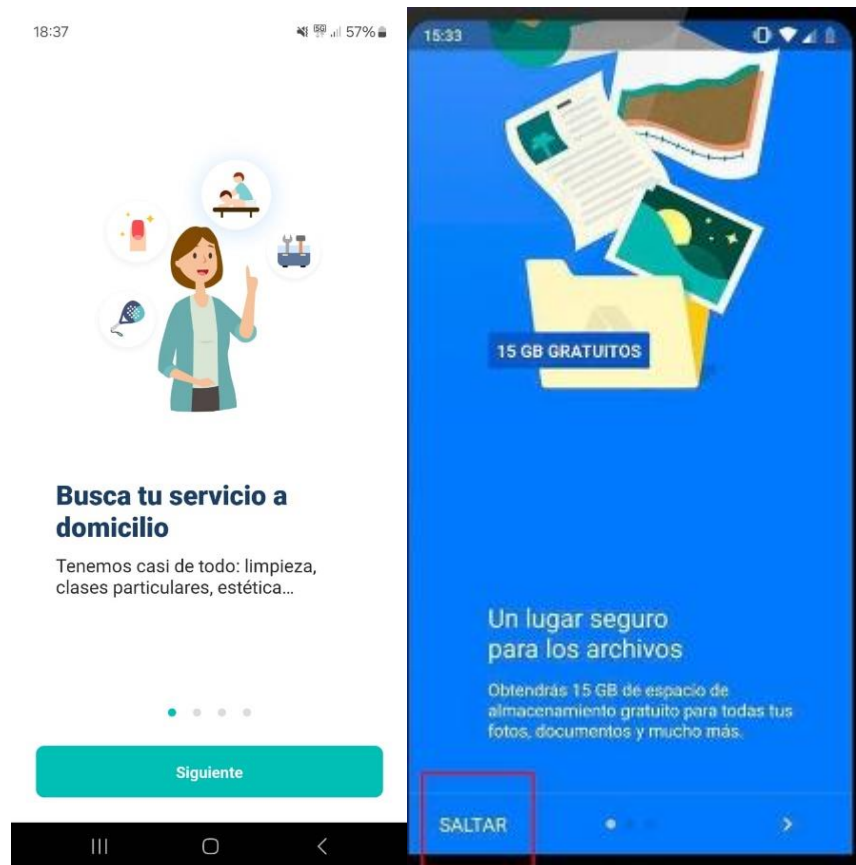 18:37
5G
57%
Busca tu servicio a
domicilio
Tenemos casi de todo: limpieza,
clases particulares, estética...
Siguiente
15:33
15 GB GRATUITOS
Un lugar seguro
para los archivos
Obtendrás 15 GB de espacio de
almacenamiento gratuito para todas tus
fotos, documentos y mucho más.
SALTAR